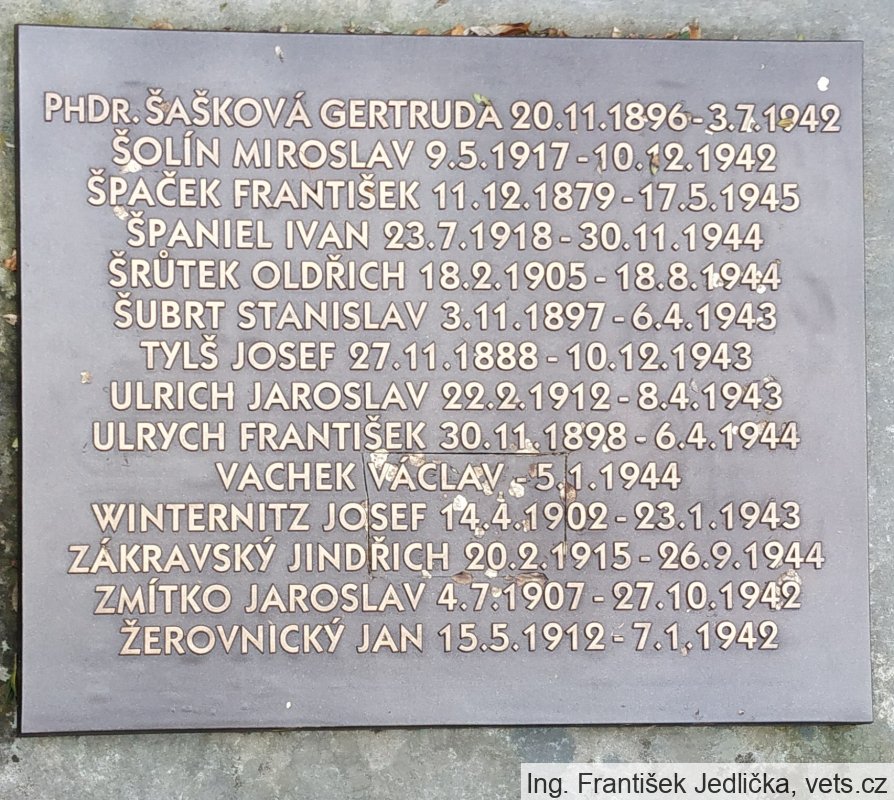 PHDR. ŠAŠKOVÁ GERTRUDA 20.11.1896-3.7.1942
ŠOLÍN MIROSLAV 9.5.1917-10.12.1942
ŠPAČEK FRANTIŠEK 11.12.1879-17.5.1945
ŠPANIEL IVAN 23.7.1918-30.11.1944
ŠRŮTEK OLDŘICH 18.2.1905-18.8.1944
ŠUBRT STANISLAV 3.11.1897-6.4.1943
TYLŠ JOSEF 27.11.1888-10.12.1943
ULRICH JAROSLAV 22.2.1912-8.4.1943
ULRYCH FRANTIŠEK 30.11.1898-6.4.1944
VACHEK VÁCLAV -5.1.1944
WINTERNITZ JOSEF 14.4.1902-23.1.1943
ZÁKRAVSKÝ JINDŘICH 20.2.1915-26.9.1944
ZMÍTKO JAROSLAV 4.7.1907-27.10.1942
ŽEROVNICKÝ JAN 15.5.1912-7.1.1942
Ing. František Jedlička, vets.cz